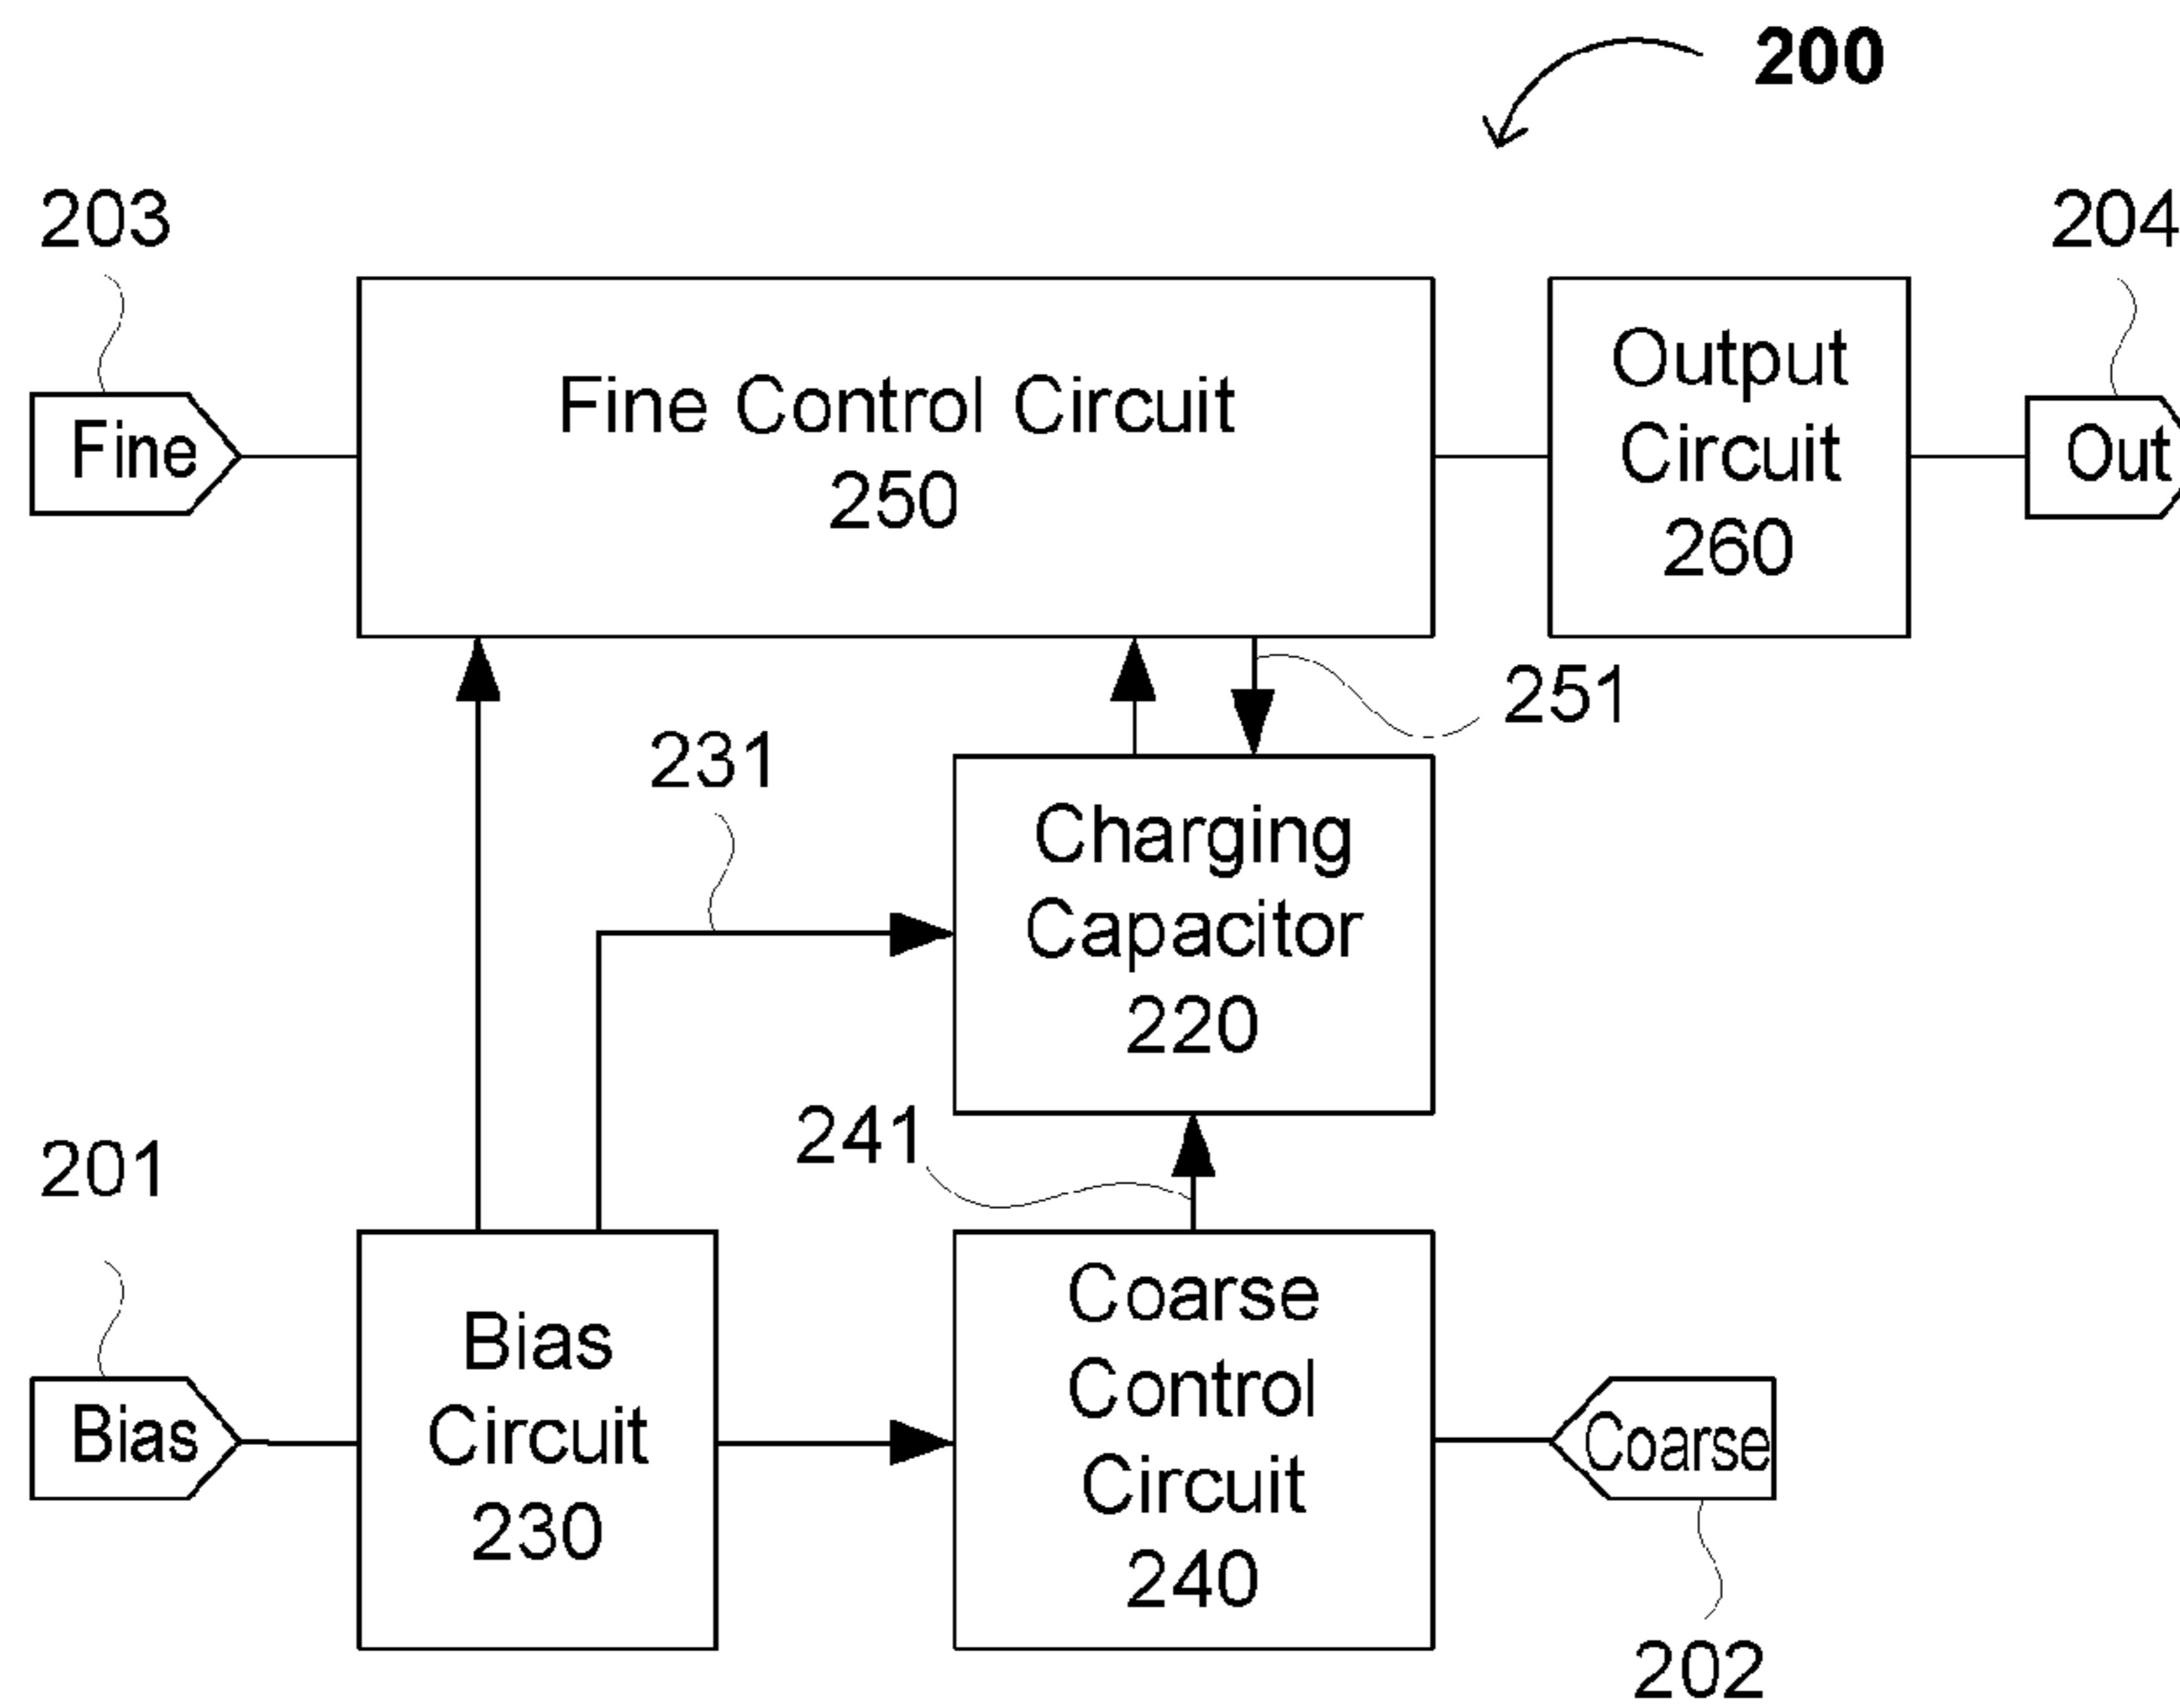 200
203
204
Fine
Fine Control Circuit
250
Output
Circuit
260
Out
251
231
Charging
Capacitor
220
241
201
Bias
Bias
Circuit
230
Coarse
Control
Circuit
240
Coarse
202